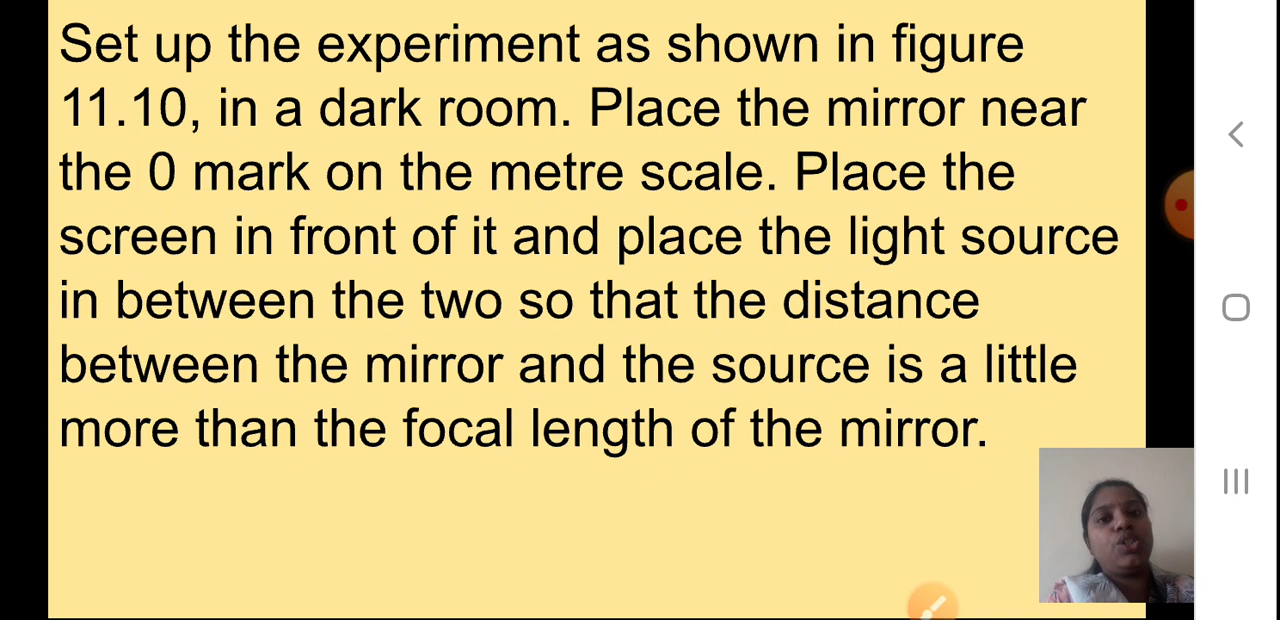 Set up the experiment as shown in figure
11.10, in a dark room. Place the mirror near
the 0 mark on the metre scale. Place the
screen in front of it and place the light source
in between the two so that the distance
between the mirror and the source is a little
more than the focal length of the mirror.